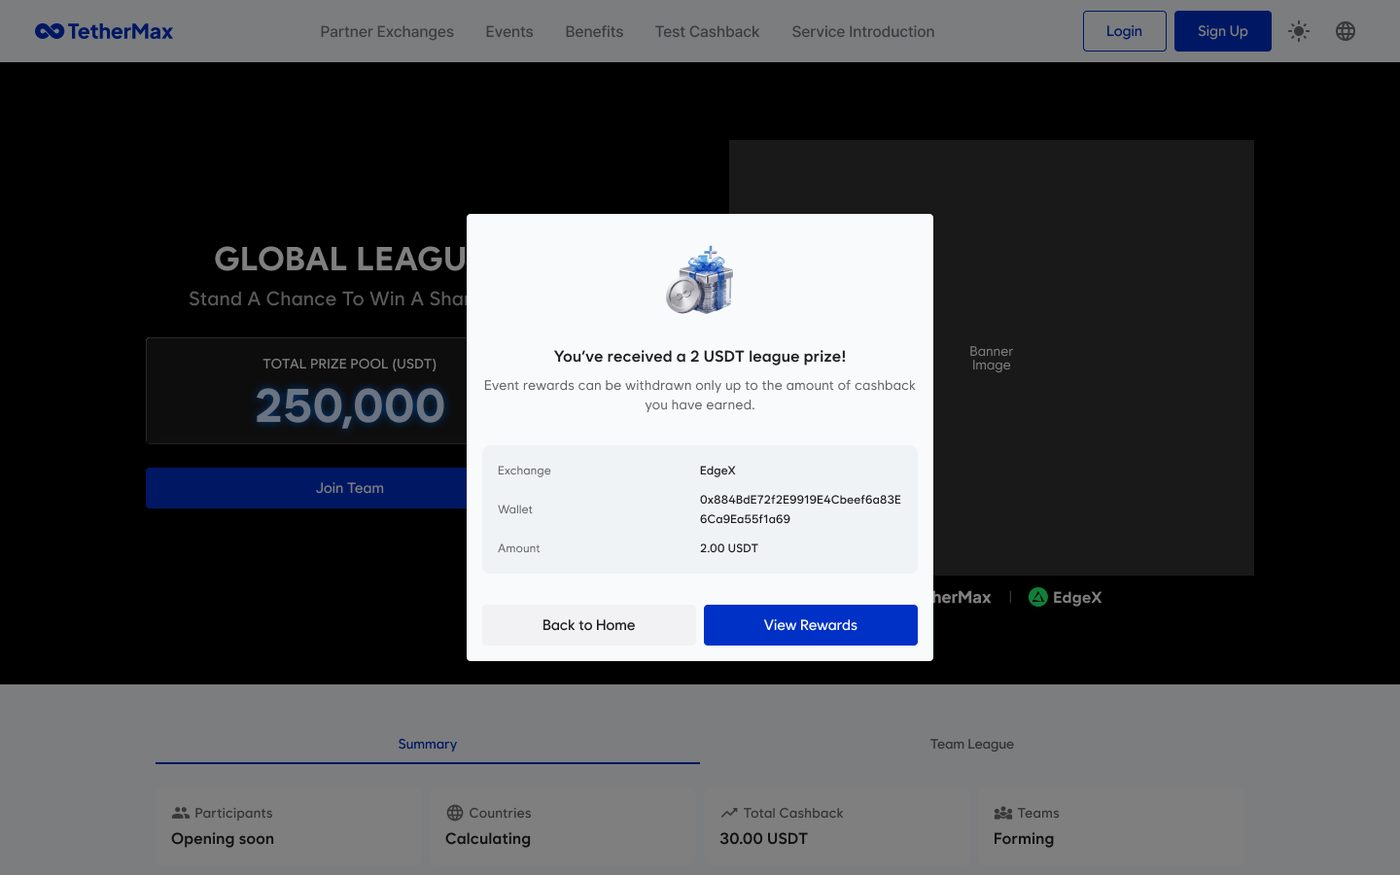 TetherMax
Partner Exchanges
Events
Benefits
Test Cashback
Service Introduction
Login
Sign Up
GLOBAL LEAGU
Stand A Chance To Win A Shar
TOTAL PRIZE POOL (USDT)
250,000
Join Team
Banner
Image
herMax
EdgeX
You've received a 2 USDT league prize!
Event rewards can be withdrawn only up to the amount of cashback
you have earned.
Exchange
EdgeX
Wallet
0x884BdE72f2E9919E4Cbeef6a83E
6Ca9Ea55f1a69
Amount
2.00 USDT
Back to Home
View Rewards
Summary
Team League
Participants
Opening soon
Countries
Calculating
Total Cashback
30.00 USDT
Teams
Forming